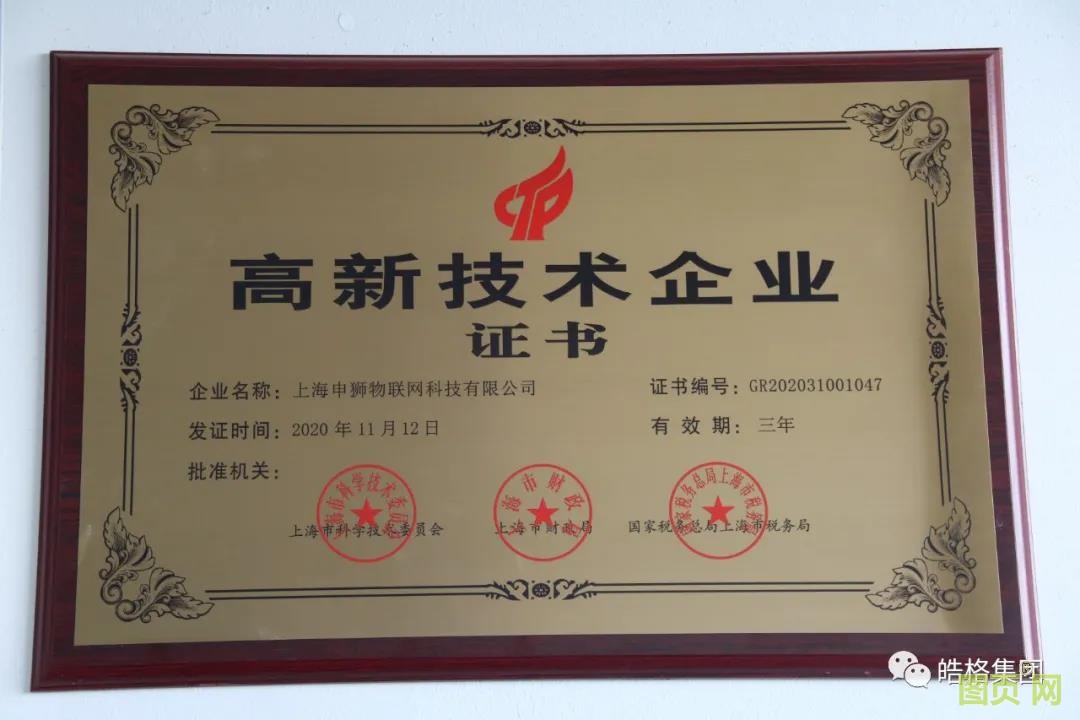 高新技术企业
证书
企业名称：上海申狮物联网科技有限公司
证书编号：GR202031001047
发证时间：2020 年 11 月 12 日
有 效 期：三年
批准机关：
上海市科学技术委员会
上海市财政局
国家税务总局上海市税务局
皓格集团
图页网